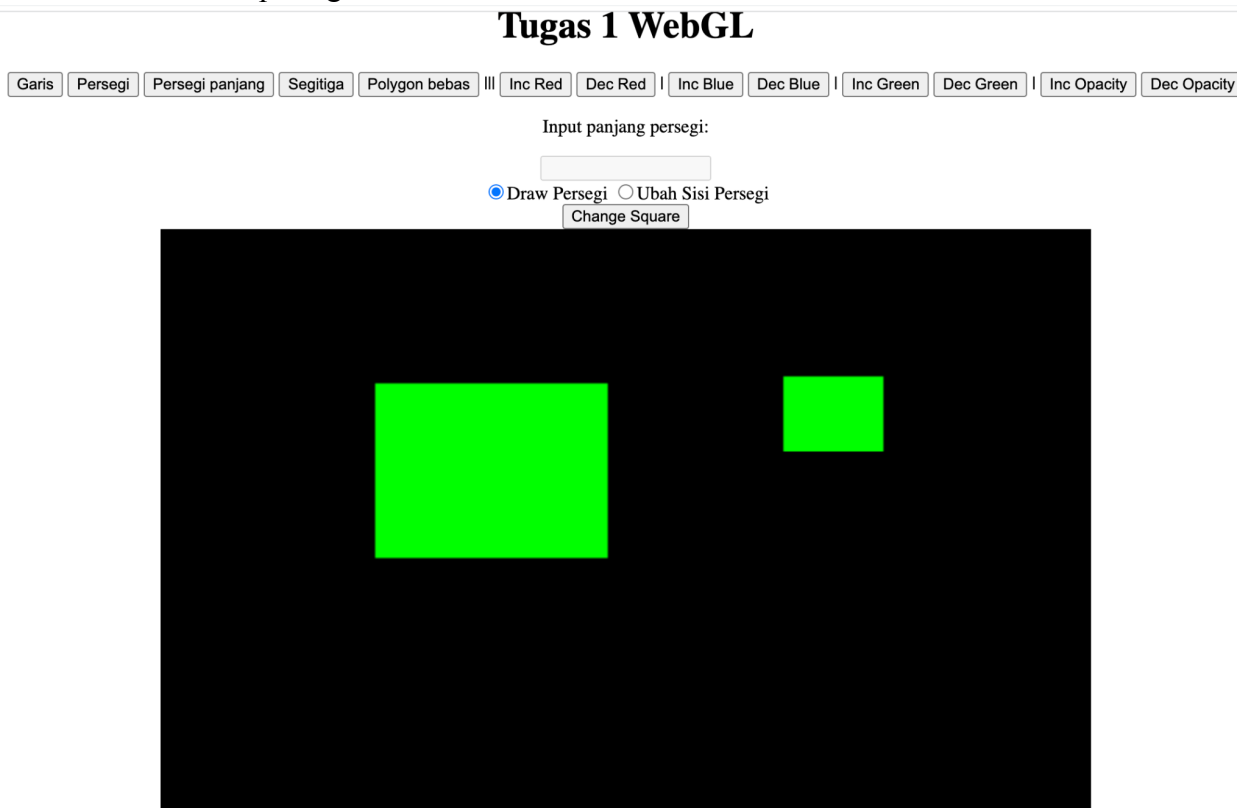 Tugas 1 WebGL
Garis Persegi Persegi panjang Segitiga Polygon bebas ||| Inc Red Dec Red | Inc Blue Dec Blue | Inc Green Dec Green | Inc Opacity Dec Opacity
Input panjang persegi:
Draw Persegi Ubah Sisi Persegi
Change Square